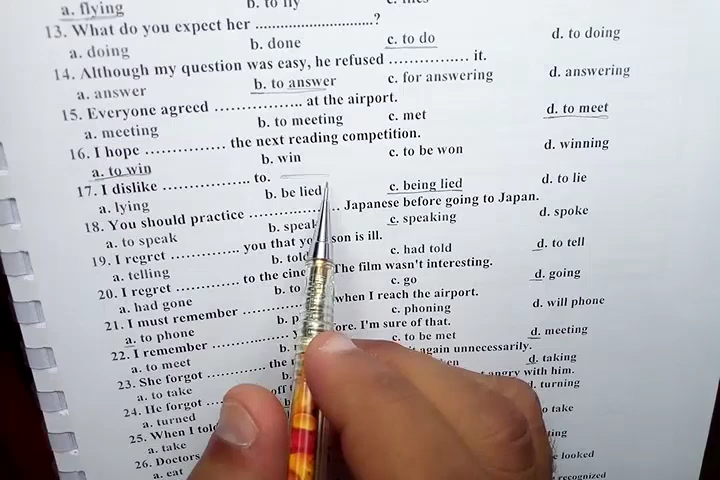 a. flying b. to fly
13. What do you expect her ...........................?
a. doing b. done c. to do d. to doing
14. Although my question was easy, he refused ............... it.
a. answer b. to answer c. for answering d. answering
15. Everyone agreed ................. at the airport.
a. meeting b. to meeting c. met d. to meet
16. I hope ............... the next reading competition.
a. to win b. win c. to be won d. winning
17. I dislike ................. to.
a. lying b. be lied c. being lied d. to lie
18. You should practice .................. Japanese before going to Japan.
a. to speak b. speak c. speaking d. spoke
19. I regret ............. you that son is ill.
a. telling b. told c. had told d. to tell
20. I regret ............. to the The film wasn't interesting.
a. had gone b. to c. go d. going
21. I must remember ............. when I reach the airport.
a. to phone c. phoning d. will phone
22. I remember ............. I'm sure of that.
a. to meet b. c. to be met d. meeting
23. She forgot ............. the it again unnecessarily.
a. to take b. d. taking
24. He forgot .... off angry with him.
a. turned b. d. turning
25. When I told
a. take
26. Doctors
a. eat looked
recognized